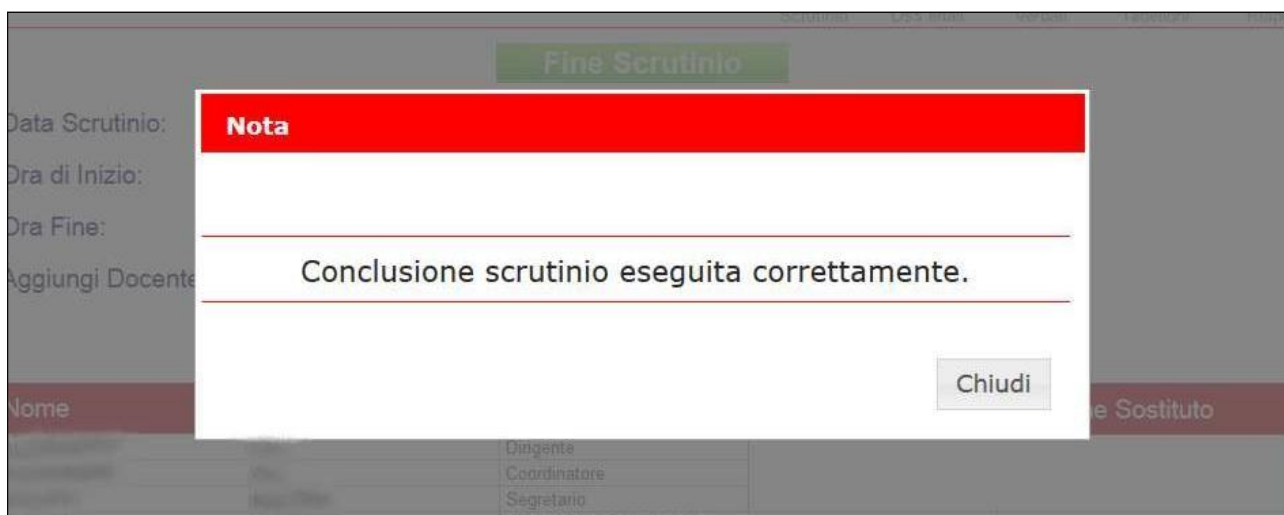 Fine Scrutinio
Data Scrutinio:
Nota
Ora di Inizio:
Ora Fine:
Conclusione scrutinio eseguita correttamente.
Aggiungi Docente
Chiudi
Nome
e Sostituto
Dirigente
Coordinatore
Segretario